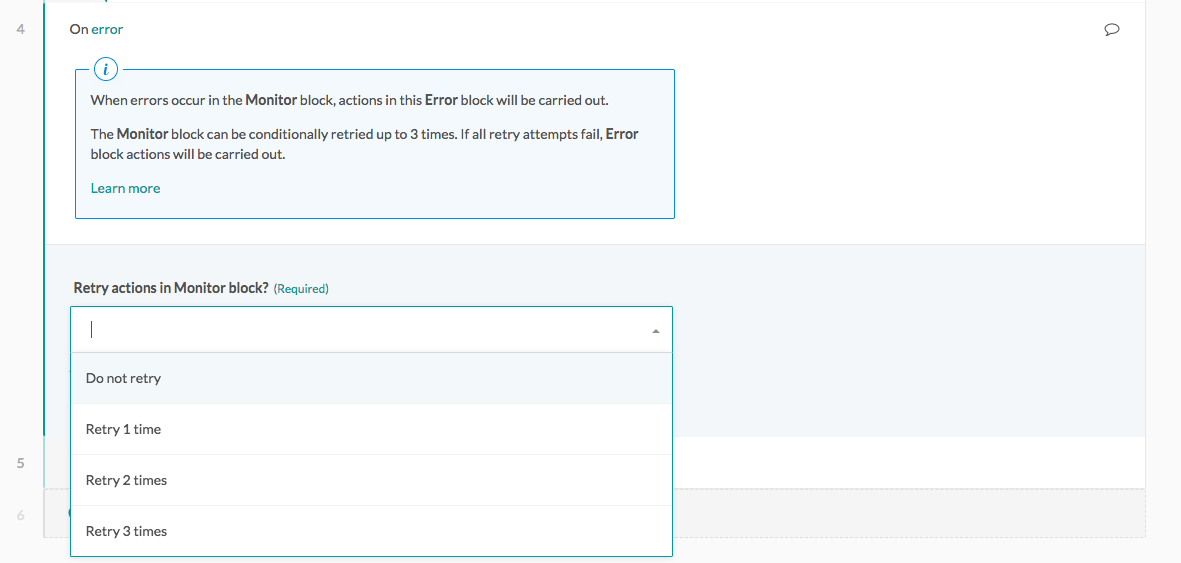 4
On error
i
When errors occur in the Monitor block, actions in this Error block will be carried out.
The Monitor block can be conditionally retried up to 3 times. If all retry attempts fail, Error
block actions will be carried out.
Learn more
Retry actions in Monitor block? (Required)
Do not retry
Retry 1 time
5
Retry 2 times
6
Retry 3 times